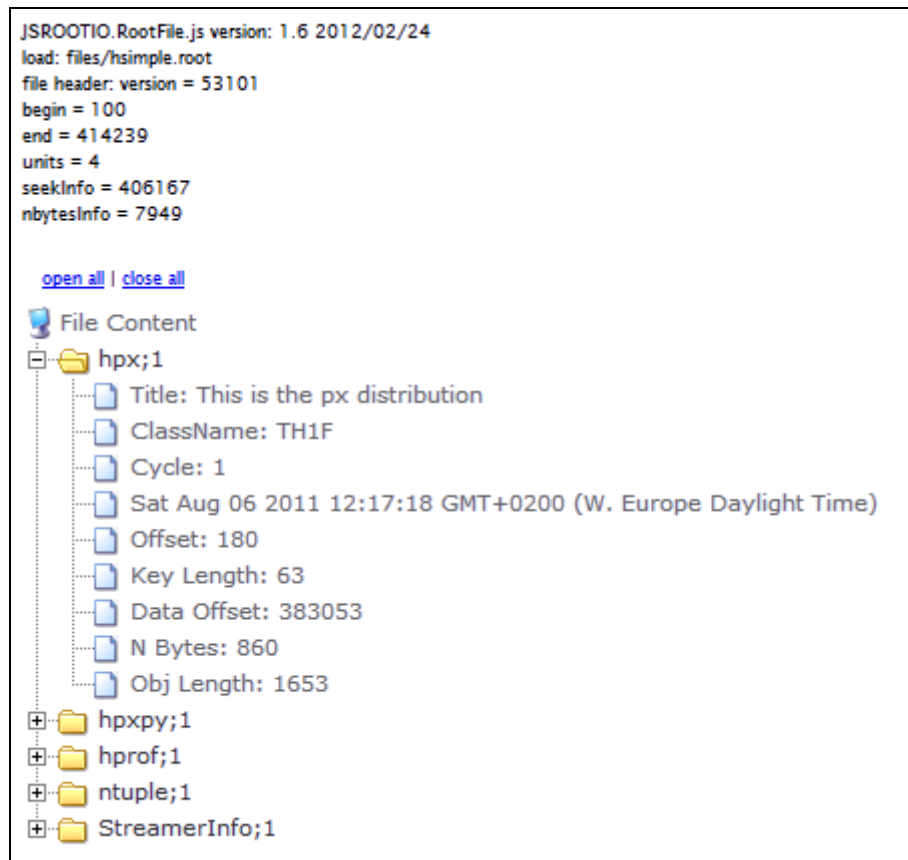 JSROOTIO.RootFile.js version: 1.6 2012/02/24
load: files/hsimple.root
file header: version = 53101
begin = 100
end = 414239
units = 4
seekInfo = 406167
nbytesInfo = 7949
open all | close all
File Content
hpx;1
Title: This is the px distribution
ClassName: TH1F
Cycle: 1
Sat Aug 06 2011 12:17:18 GMT+0200 (W. Europe Daylight Time)
Offset: 180
Key Length: 63
Data Offset: 383053
N Bytes: 860
Obj Length: 1653
hpxpy;1
hprof;1
ntuple;1
StreamerInfo;1